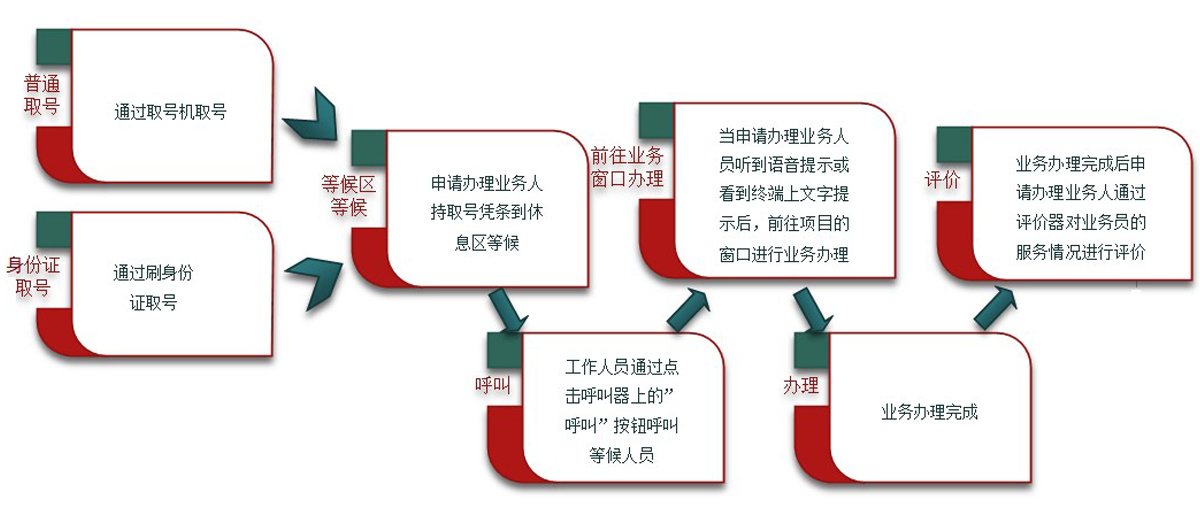 普通
取号
通过取号机取号
身份证
取号
通过刷身份
证取号
等候区
等候
申请办理业务人
持取号凭条到休
息区等候
呼叫
工作人员通过点
击呼叫器上的”
呼叫”按钮呼叫
等候人员
前往业务
窗口办理
当申请办理业务人
员听到语音提示或
看到终端上文字提
示后，前往项目的
窗口进行业务办理
办理
业务办理完成
评价
业务办理完成后申
请办理业务人通过
评价器对业务员的
服务情况进行评价